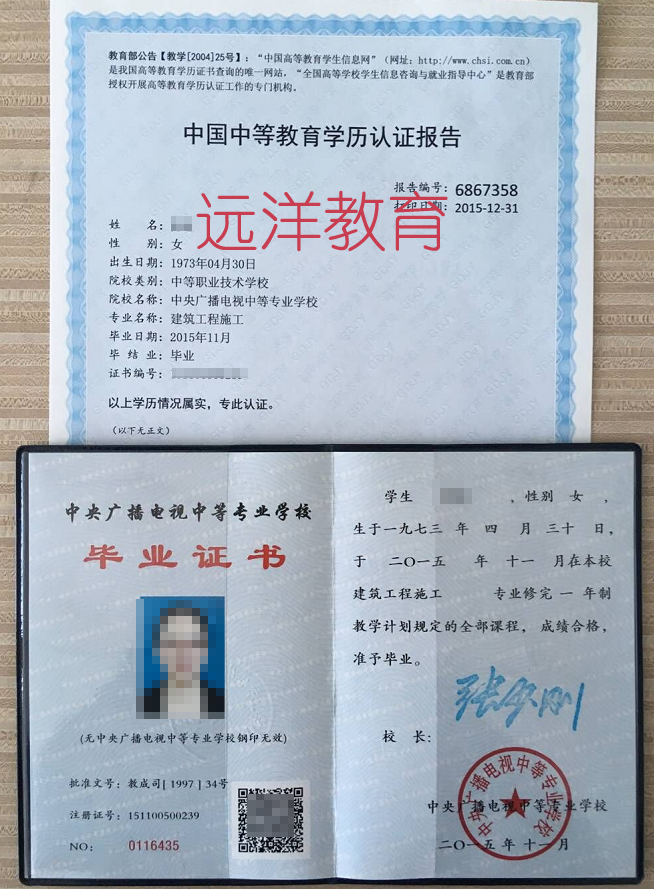 教育部公告【教学[2004]25号】：“中国高等教育学生信息网”（网址：http://www.chsi.com.cn）
是我国高等教育学历证书查询的唯一网站，“全国高等学校学生信息咨询与就业指导中心”是教育部
授权开展高等教育学历认证工作的专门机构。
中国中等教育学历认证报告
报告编号：6867358
打印日期：2015-12-31
远洋教育
姓 名：
性 别：女
出生日期：1973年04月30日
院校类别：中等职业技术学校
院校名称：中央广播电视中等专业学校
专业名称：建筑工程施工
毕业日期：2015年11月
毕 结 业：毕业
证书编号：
以上学历情况属实，专此认证。
（以下无正文）
中央广播电视中等专业学校
毕业证书
(无中央广播电视中等专业学校钢印无效)
批准文号：教成司[1997]34号
注册证号：151100500239
NO： 0116435
学生 、性别 女 ，
生于一九七三 年 四 月 三十 日，
于 二〇一五 年 十一 月在本校
建筑工程施工 专业修完 一 年制
教学计划规定的全部课程，成绩合格，
准予毕业。
校 长：
中央广播电视中等专业学校
中央广播电视中等专业学校
二〇一五 年 十一 月